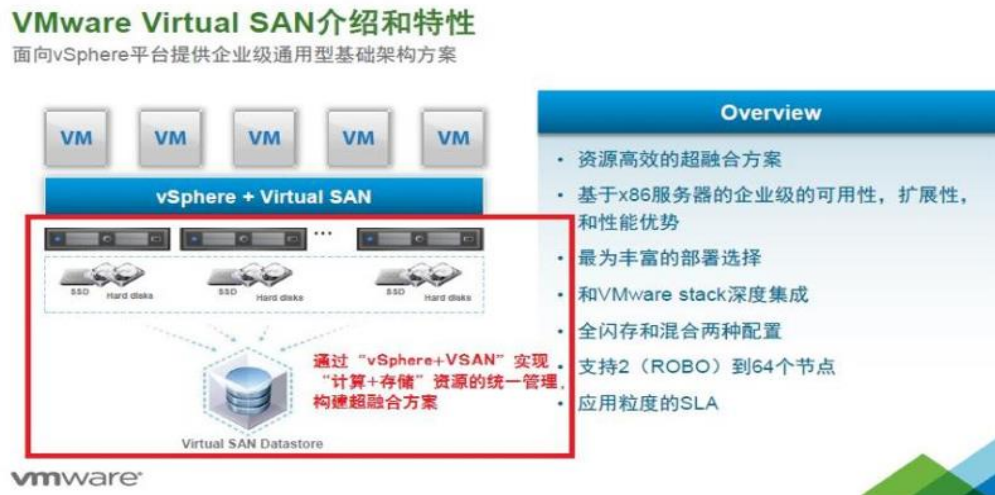 VMware Virtual SAN介绍和特性
面向vSphere平台提供企业级通用型基础架构方案
VM VM VM VM VM
vSphere + Virtual SAN
...
SSD Hard disks SSD Hard disks SSD Hard disks
通过“vSphere+VSAN”实现
“计算+存储”资源的统一管理,
构建超融合方案
Virtual SAN Datastore
Overview
• 资源高效的超融合方案
• 基于x86服务器的企业级的可用性，扩展性，
和性能优势
• 最为丰富的部署选择
• 和VMware stack深度集成
• 全闪存和混合两种配置
• 支持2（ROBO）到64个节点
• 应用粒度的SLA
vmware